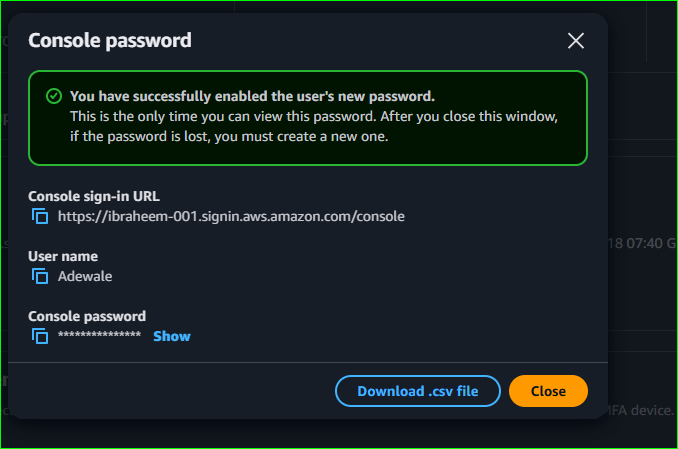 Console password
You have successfully enabled the user's new password.
This is the only time you can view this password. After you close this window,
if the password is lost, you must create a new one.
Console sign-in URL
https://ibraheem-001.signin.aws.amazon.com/console
User name
Adewale
18 07:40 G
Console password
*************** Show
Download .csv file
Close
MFA device.